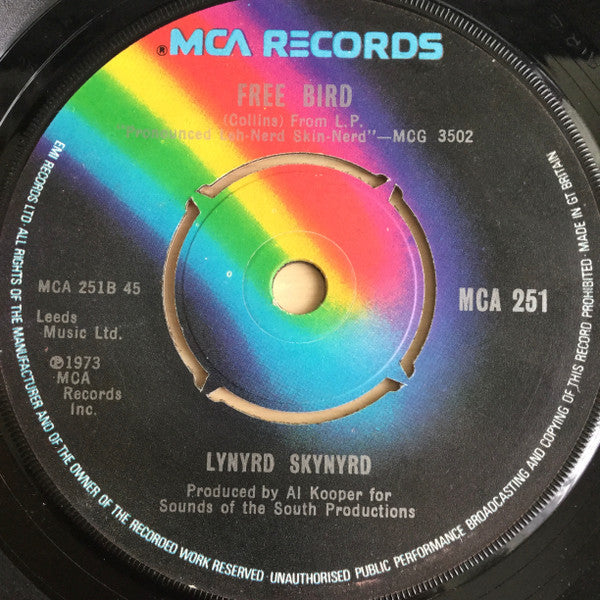 ® MCA RECORDS
FREE BIRD
(Collins) From L.P.
"Pronounced Leh-Nerd Skin-Nerd"—MCG 3502
MCA 251B 45
MCA 251
Leeds
Music Ltd.
℗1973
MCA
Records
Inc.
LYNYRD SKYNYRD
Produced by Al Kooper for
Sounds of the South Productions
EMI RECORDS LTD·ALL RIGHTS OF THE MANUFACTURER AND OF THE OWNER OF THE RECORDED WORK RESERVED·UNAUTHORISED PUBLIC PERFORMANCE BROADCASTING AND COPYING OF THIS RECORD PROHIBITED·MADE IN GT BRITAIN